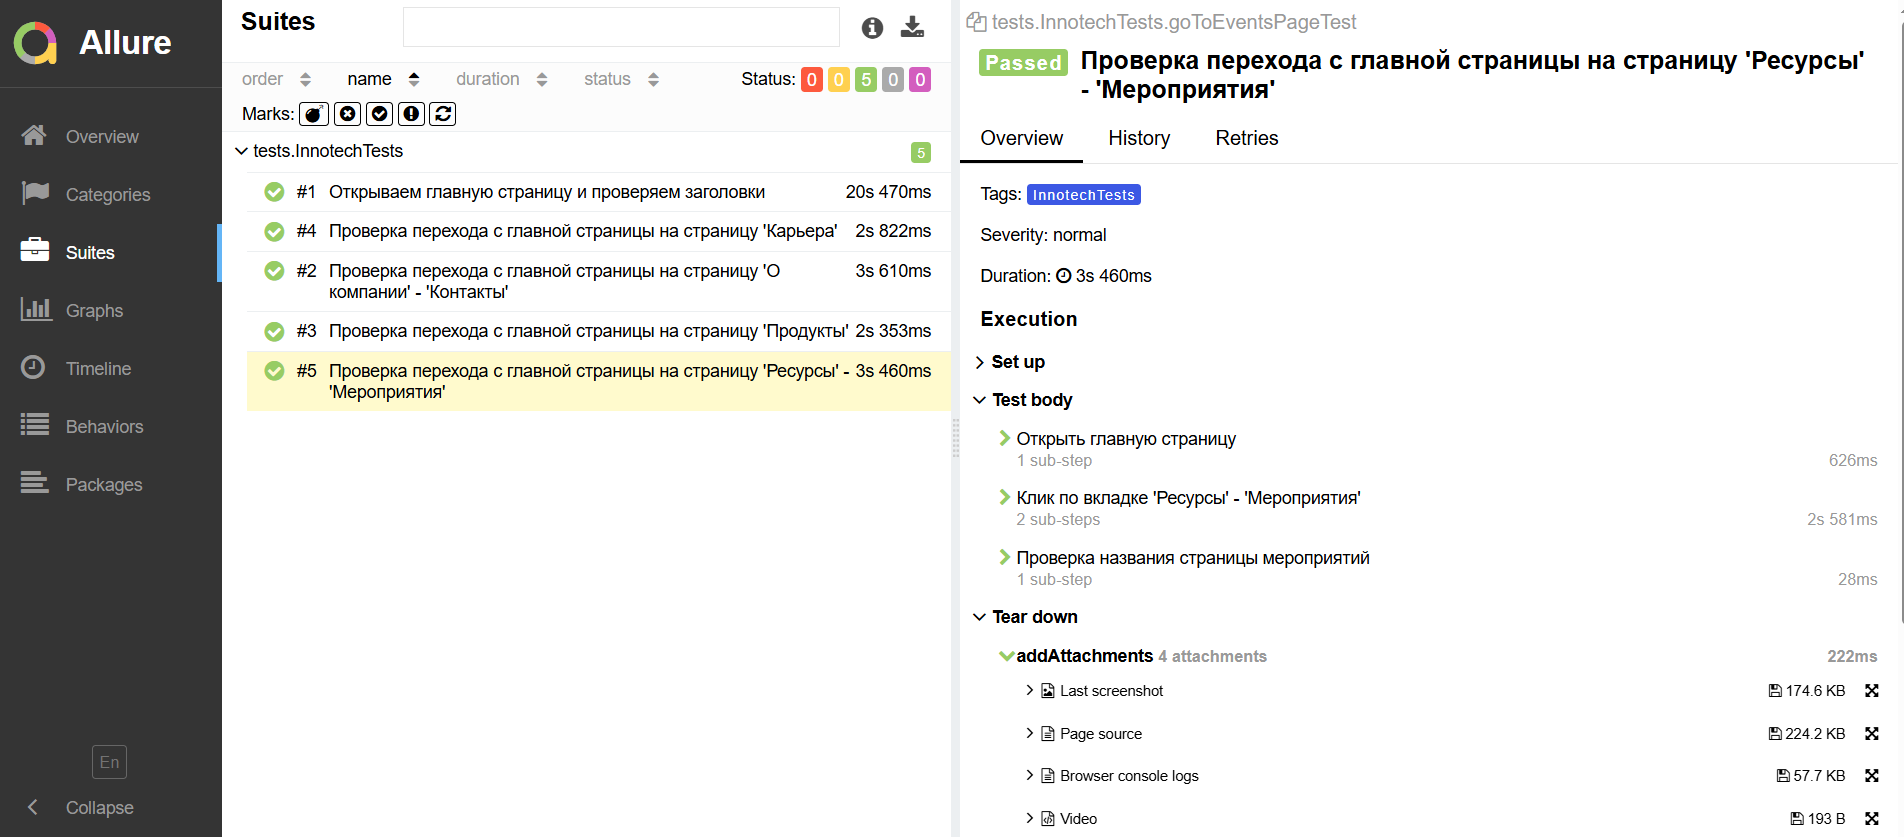 Allure
Overview
Categories
Suites
Graphs
Timeline
Behaviors
Packages
En
Collapse
Suites
order name duration status Status: 0 0 5 0 0
Marks:
tests.InnotechTests 5
#1 Открываем главную страницу и проверяем заголовки 20s 470ms
#4 Проверка перехода с главной страницы на страницу 'Карьера' 2s 822ms
#2 Проверка перехода с главной страницы на страницу 'О 3s 610ms
компании' - 'Контакты'
#3 Проверка перехода с главной страницы на страницу 'Продукты' 2s 353ms
#5 Проверка перехода с главной страницы на страницу 'Ресурсы' - 3s 460ms
'Мероприятия'
tests.InnotechTests.goToEventsPageTest
Passed Проверка перехода с главной страницы на страницу 'Ресурсы'
- 'Мероприятия'
Overview History Retries
Tags: InnotechTests
Severity: normal
Duration: 3s 460ms
Execution
Set up
Test body
Открыть главную страницу
1 sub-step 626ms
Клик по вкладке 'Ресурсы' - 'Мероприятия'
2 sub-steps 2s 581ms
Проверка названия страницы мероприятий
1 sub-step 28ms
Tear down
addAttachments 4 attachments 222ms
Last screenshot 174.6 KB
Page source 224.2 KB
Browser console logs 57.7 KB
Video 193 B